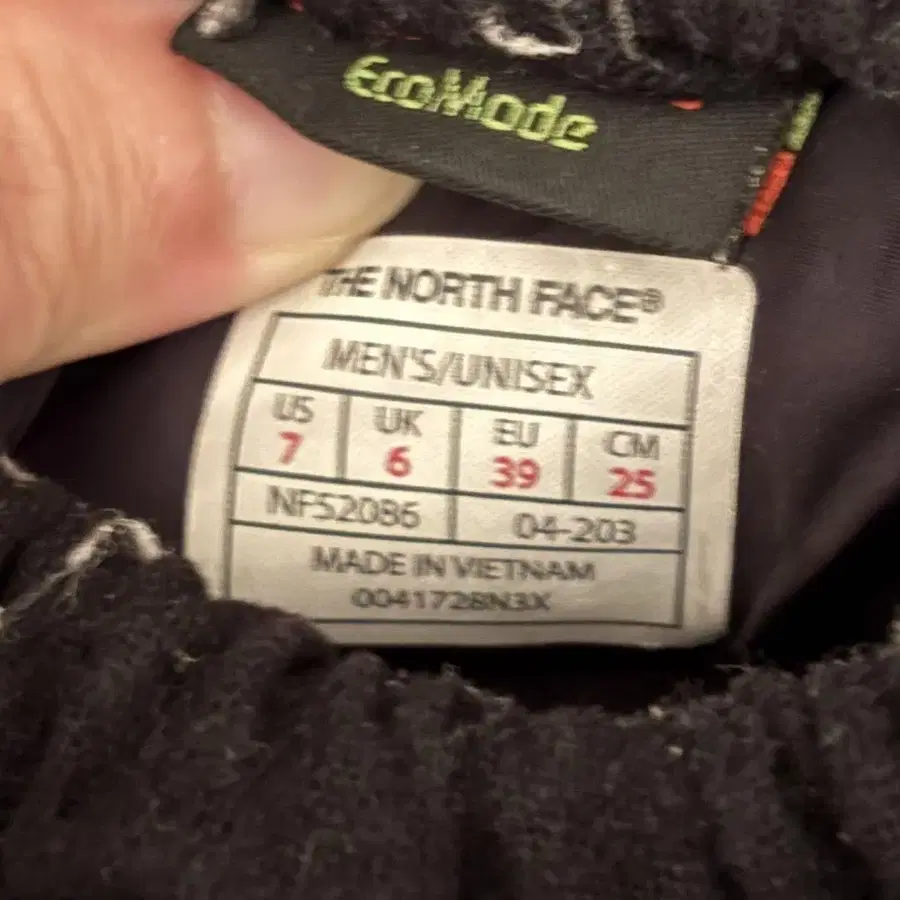 EcoMode
THE NORTH FACE®
MEN'S/UNISEX
US UK EU CM
7 6 39 25
NF52086 04-203
MADE IN VIETNAM
0041728N3X